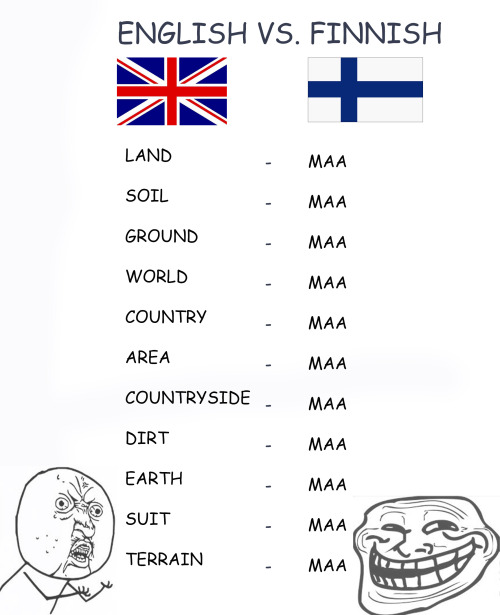 ENGLISH VS. FINNISH
LAND - MAA
SOIL - MAA
GROUND - MAA
WORLD - MAA
COUNTRY - MAA
AREA - MAA
COUNTRYSIDE - MAA
DIRT - MAA
EARTH - MAA
SUIT - MAA
TERRAIN - MAA